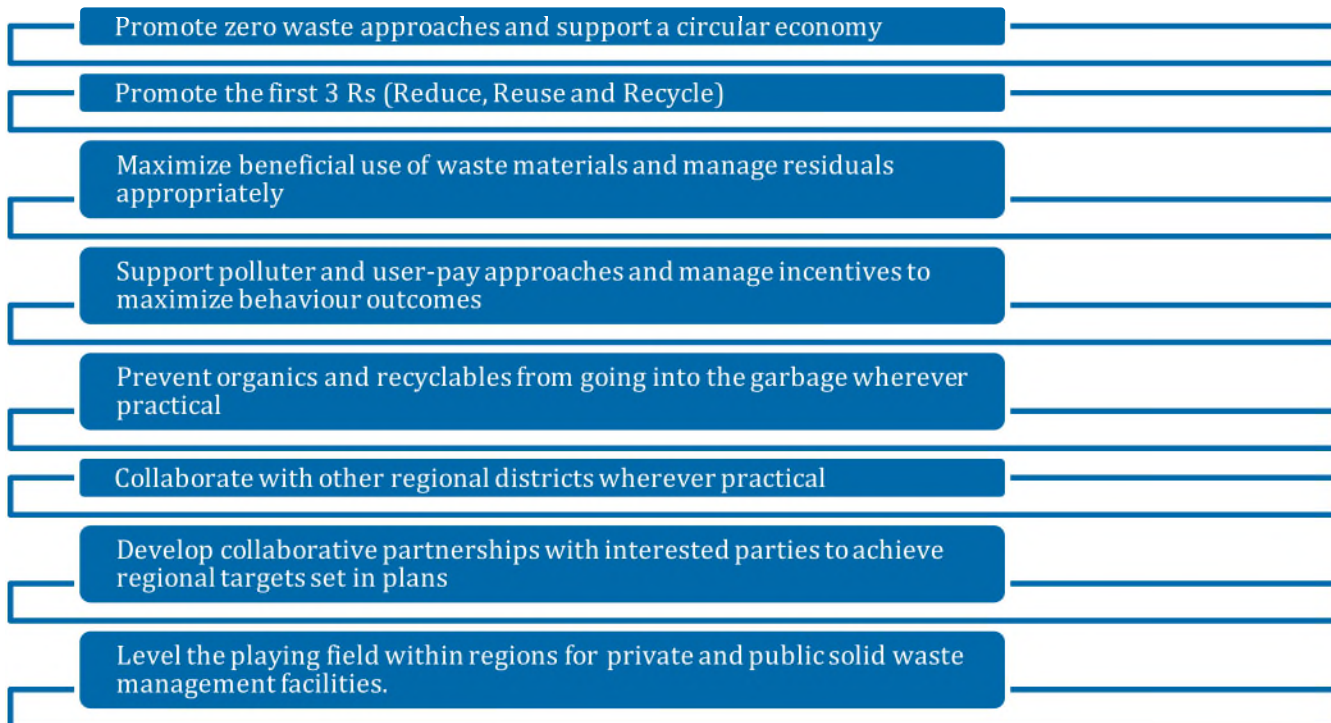 Promote zero waste approaches and support a circular economy
Promote the first 3 Rs (Reduce, Reuse and Recycle)
Maximize beneficial use of waste materials and manage residuals
appropriately
Support polluter and user-pay approaches and manage incentives to
maximize behaviour outcomes
Prevent organics and recyclables from going into the garbage wherever
practical
Collaborate with other regional districts wherever practical
Develop collaborative partnerships with interested parties to achieve
regional targets set in plans
Level the playing field within regions for private and public solid waste
management facilities.